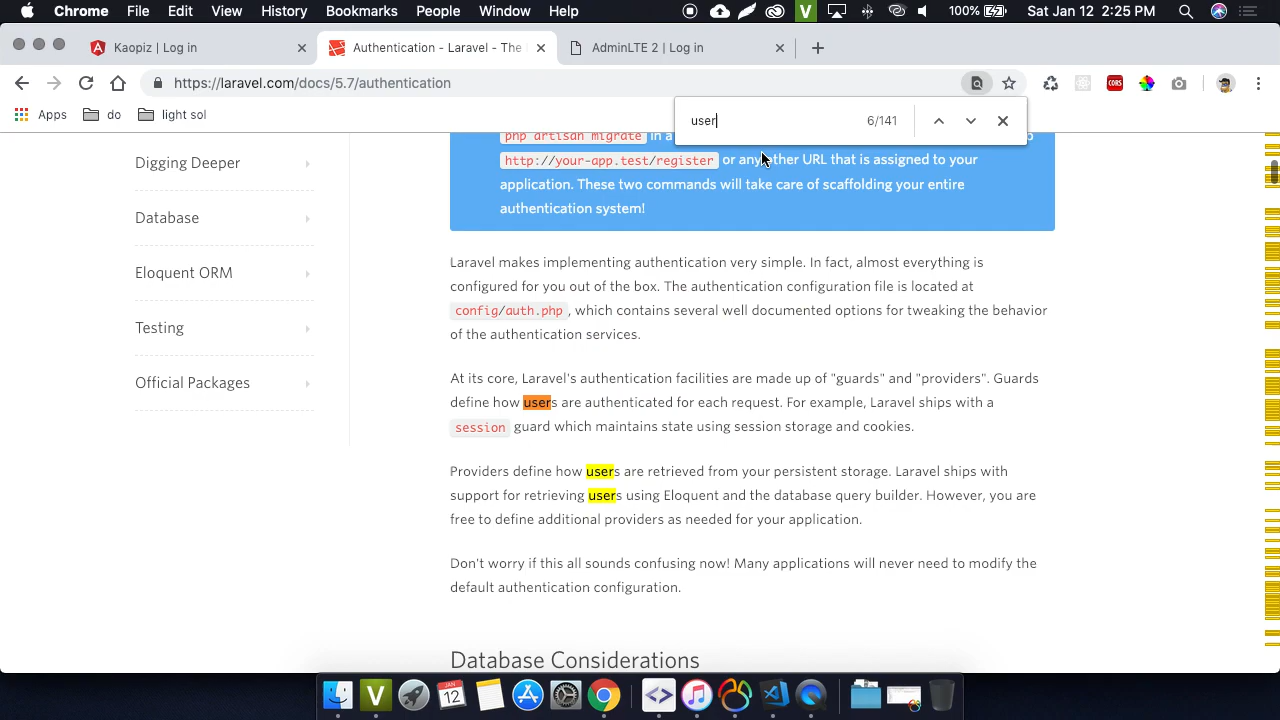 Chrome File Edit View History Bookmarks People Window Help V 100% Sat Jan 12 2:25 PM
Kaopiz | Log in
Authentication - Laravel - The
AdminLTE 2 | Log in
https://laravel.com/docs/5.7/authentication
CORS
Apps do light sol
user 6/141
php artisan migrate in a
http://your-app.test/register or any other URL that is assigned to your
application. These two commands will take care of scaffolding your entire
authentication system!
Digging Deeper
Database
Eloquent ORM
Testing
Official Packages
Laravel makes implementing authentication very simple. In fact, almost everything is
configured for you out of the box. The authentication configuration file is located at
config/auth.php, which contains several well documented options for tweaking the behavior
of the authentication services.
At its core, Laravel's authentication facilities are made up of "guards" and "providers". Guards
define how users are authenticated for each request. For example, Laravel ships with a
session guard which maintains state using session storage and cookies.
Providers define how users are retrieved from your persistent storage. Laravel ships with
support for retrieving users using Eloquent and the database query builder. However, you are
free to define additional providers as needed for your application.
Don't worry if this all sounds confusing now! Many applications will never need to modify the
default authentication configuration.
Database Considerations
V
JAN
12